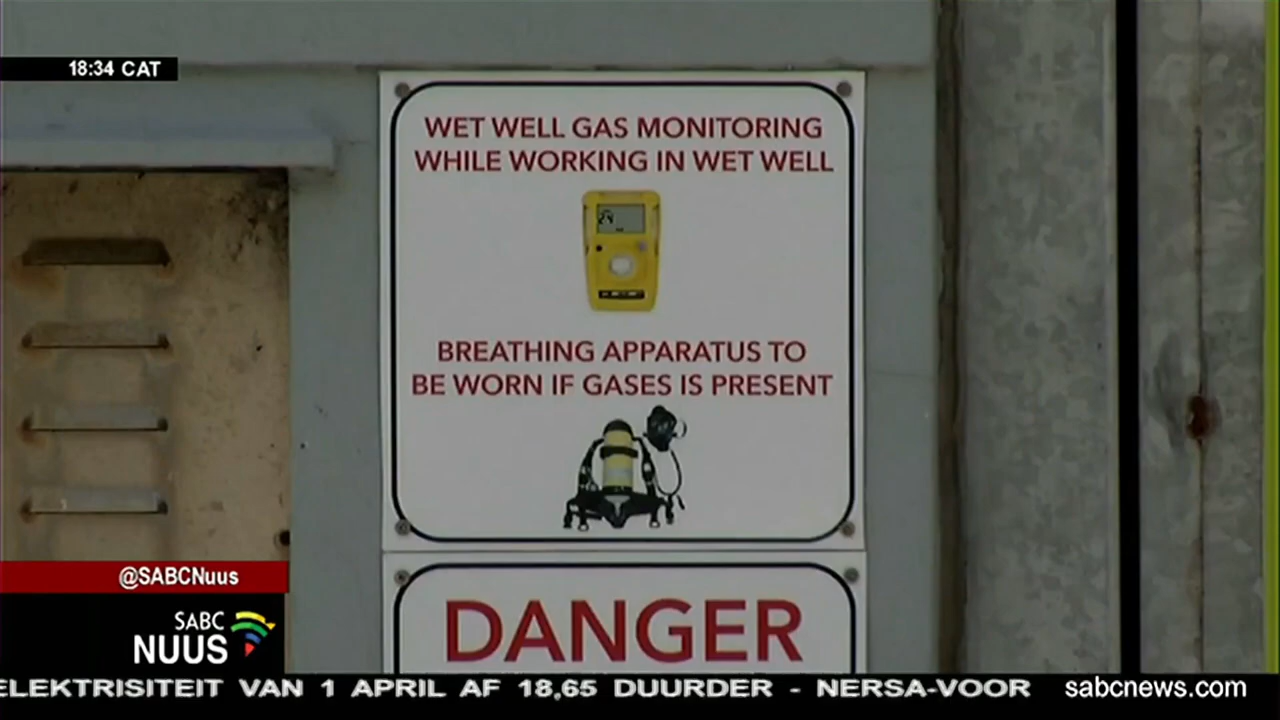 18:34 CAT
WET WELL GAS MONITORING
WHILE WORKING IN WET WELL
BREATHING APPARATUS TO
BE WORN IF GASES IS PRESENT
DANGER
@SABCNuus
SABC
NUUS
ELEKTRISITEIT VAN 1 APRIL AF 18,65 DUURDER - NERSA-VOOR
sabcnews.com